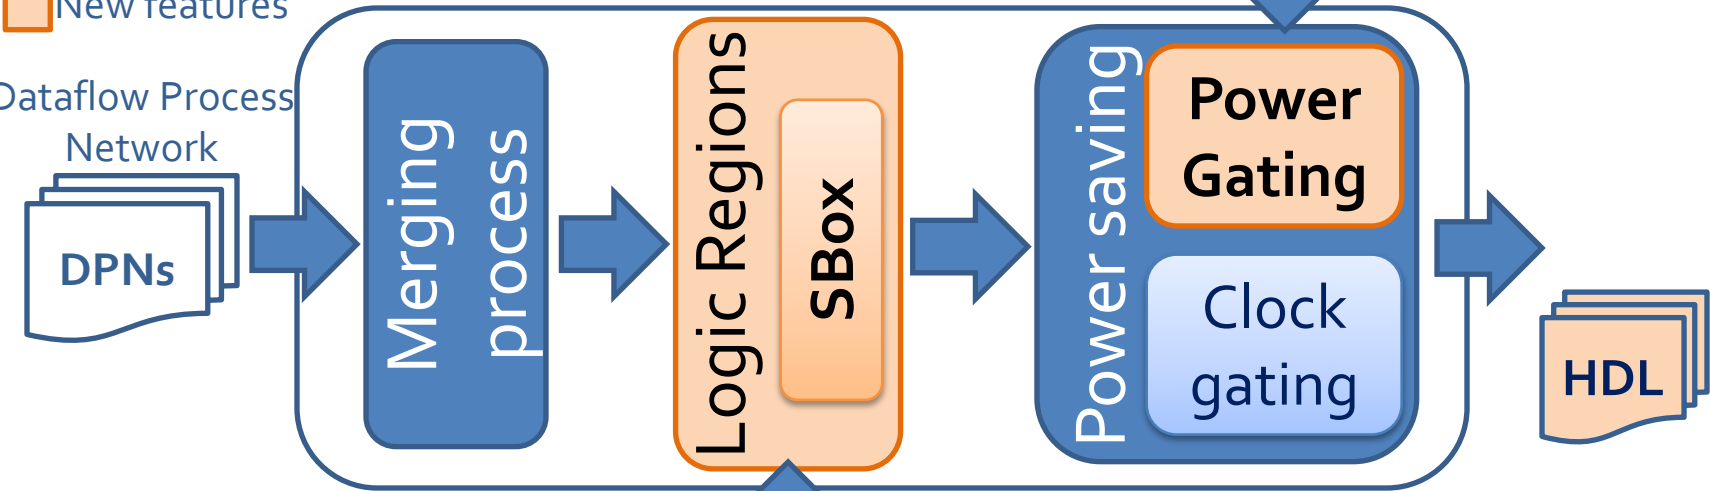 New features
Dataflow Process
Network
DPNs
Merging
process
Logic Regions
SBox
Power saving
Power
Gating
Clock
gating
HDL